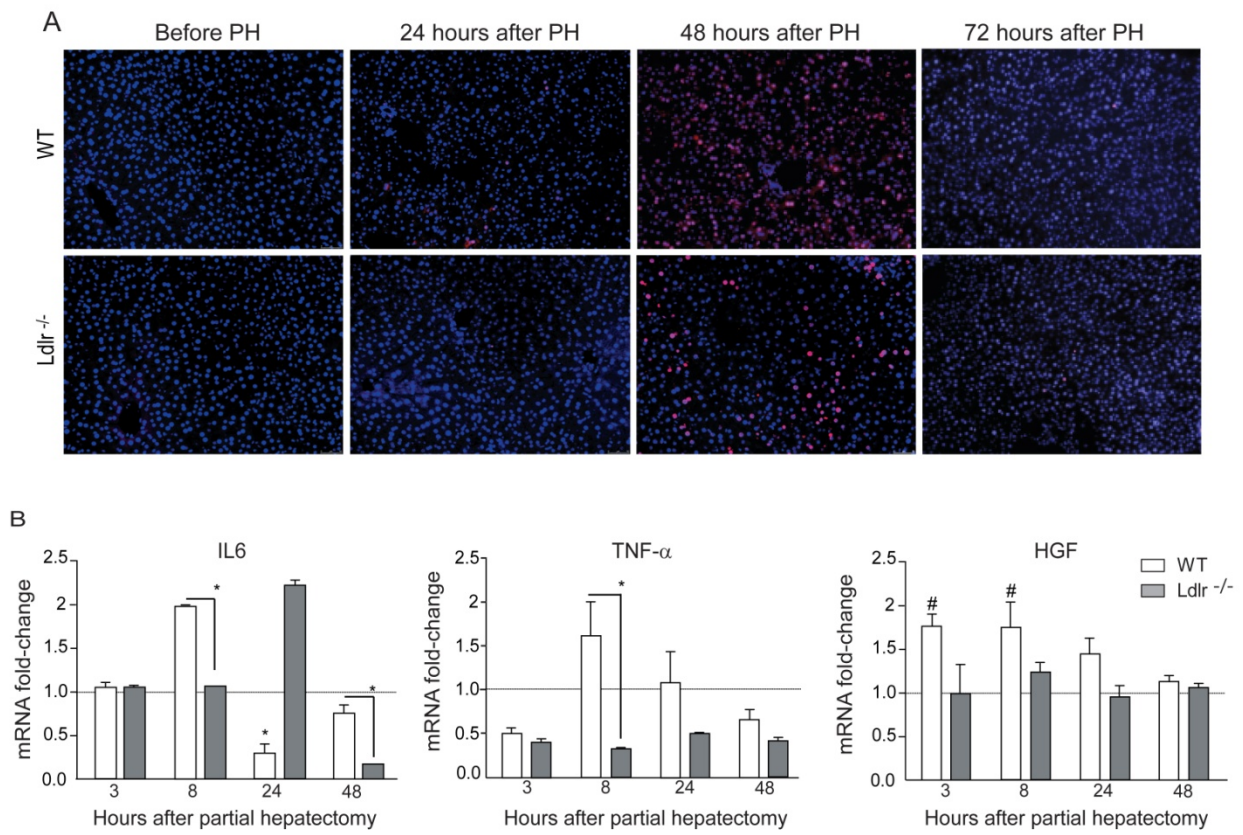 A
Before PH 24 hours after PH 48 hours after PH 72 hours after PH
WT
Ldlr -/-
B
IL6
mRNA fold-change
2.5
2
1.5
1.0
0.5
0.0
*
*
*
3 8 24 48
Hours after partial hepatectomy
TNF-α
mRNA fold-change
2.5
2.0
1.5
1.0
0.5
0.0
*
3 8 24 48
Hours after partial hepatectomy
HGF
WT
Ldlr -/-
mRNA fold-change
2.5
2.0
1.5
1.0
0.5
0.0
# #
3 8 24 48
Hours after partial hepatectomy